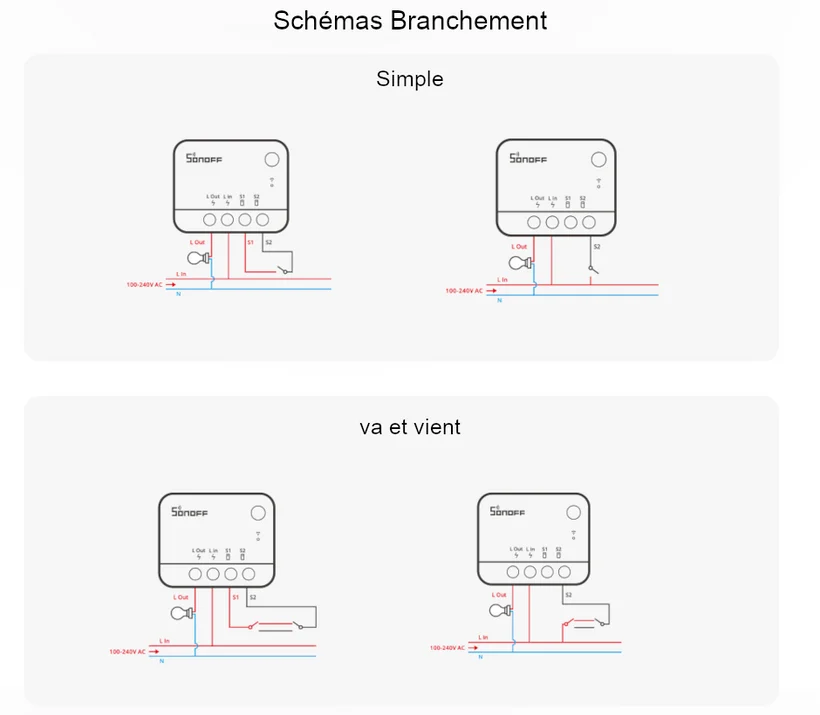 Schémas Branchement
Simple
SonoFF
L Out L In S1 S2
L Out S1 S2
L In
100-240V AC
N
SonoFF
L Out L In S1 S2
L Out S2
L In
100-240V AC
N
va et vient
SonoFF
L Out L In S1 S2
L Out S1 S2
L In
100-240V AC
N
SonoFF
L Out L In S1 S2
L Out S2
L In
100-240V AC
N